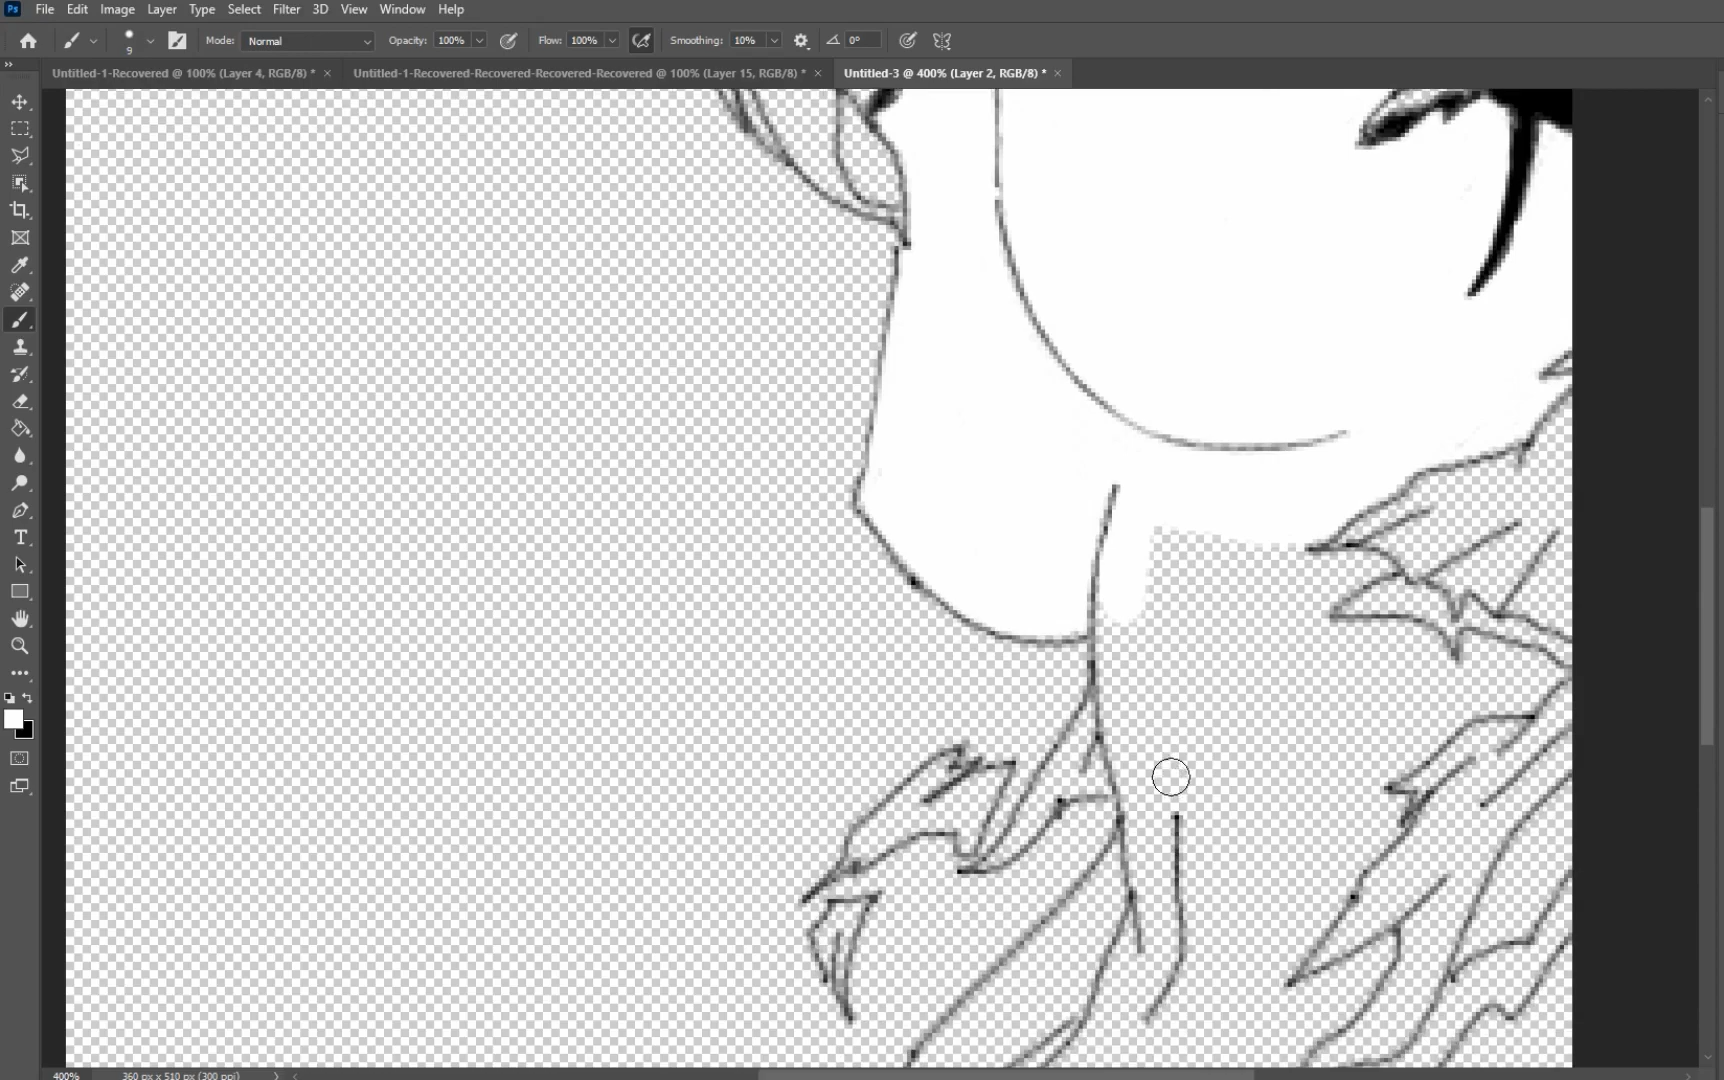 Ps File Edit Image Layer Type Select Filter 3D View Window Help
9 Mode: Normal Opacity: 100% Flow: 100% Smoothing: 10% 0°
Untitled-1-Recovered @ 100% (Layer 4, RGB/8) * × Untitled-1-Recovered-Recovered-Recovered-Recovered @ 100% (Layer 15, RGB/8) * × Untitled-3 @ 400% (Layer 2, RGB/8) * ×
T
400% 360 px x 510 px (300 ppi)